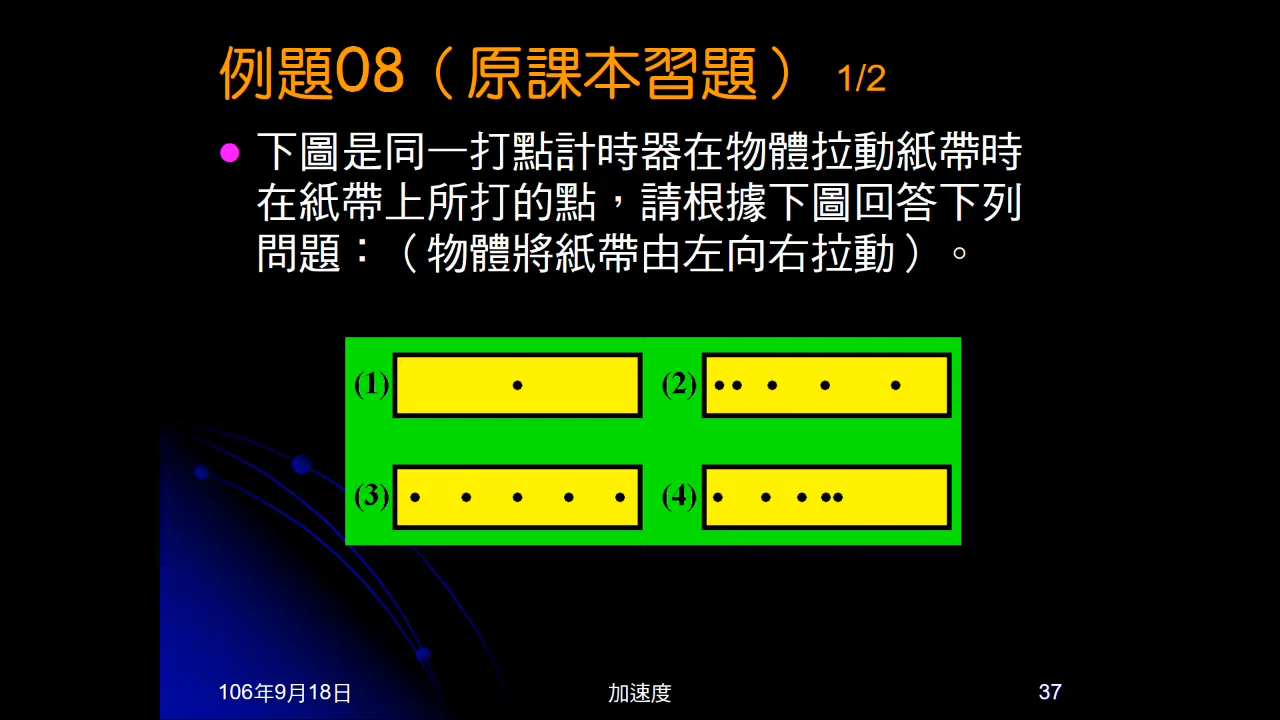 例題08（原課本習題） 1/2
下圖是同一打點計時器在物體拉動紙帶時
在紙帶上所打的點，請根據下圖回答下列
問題：（物體將紙帶由左向右拉動）。
(1) (2)
(3) (4)
106年9月18日 加速度 37